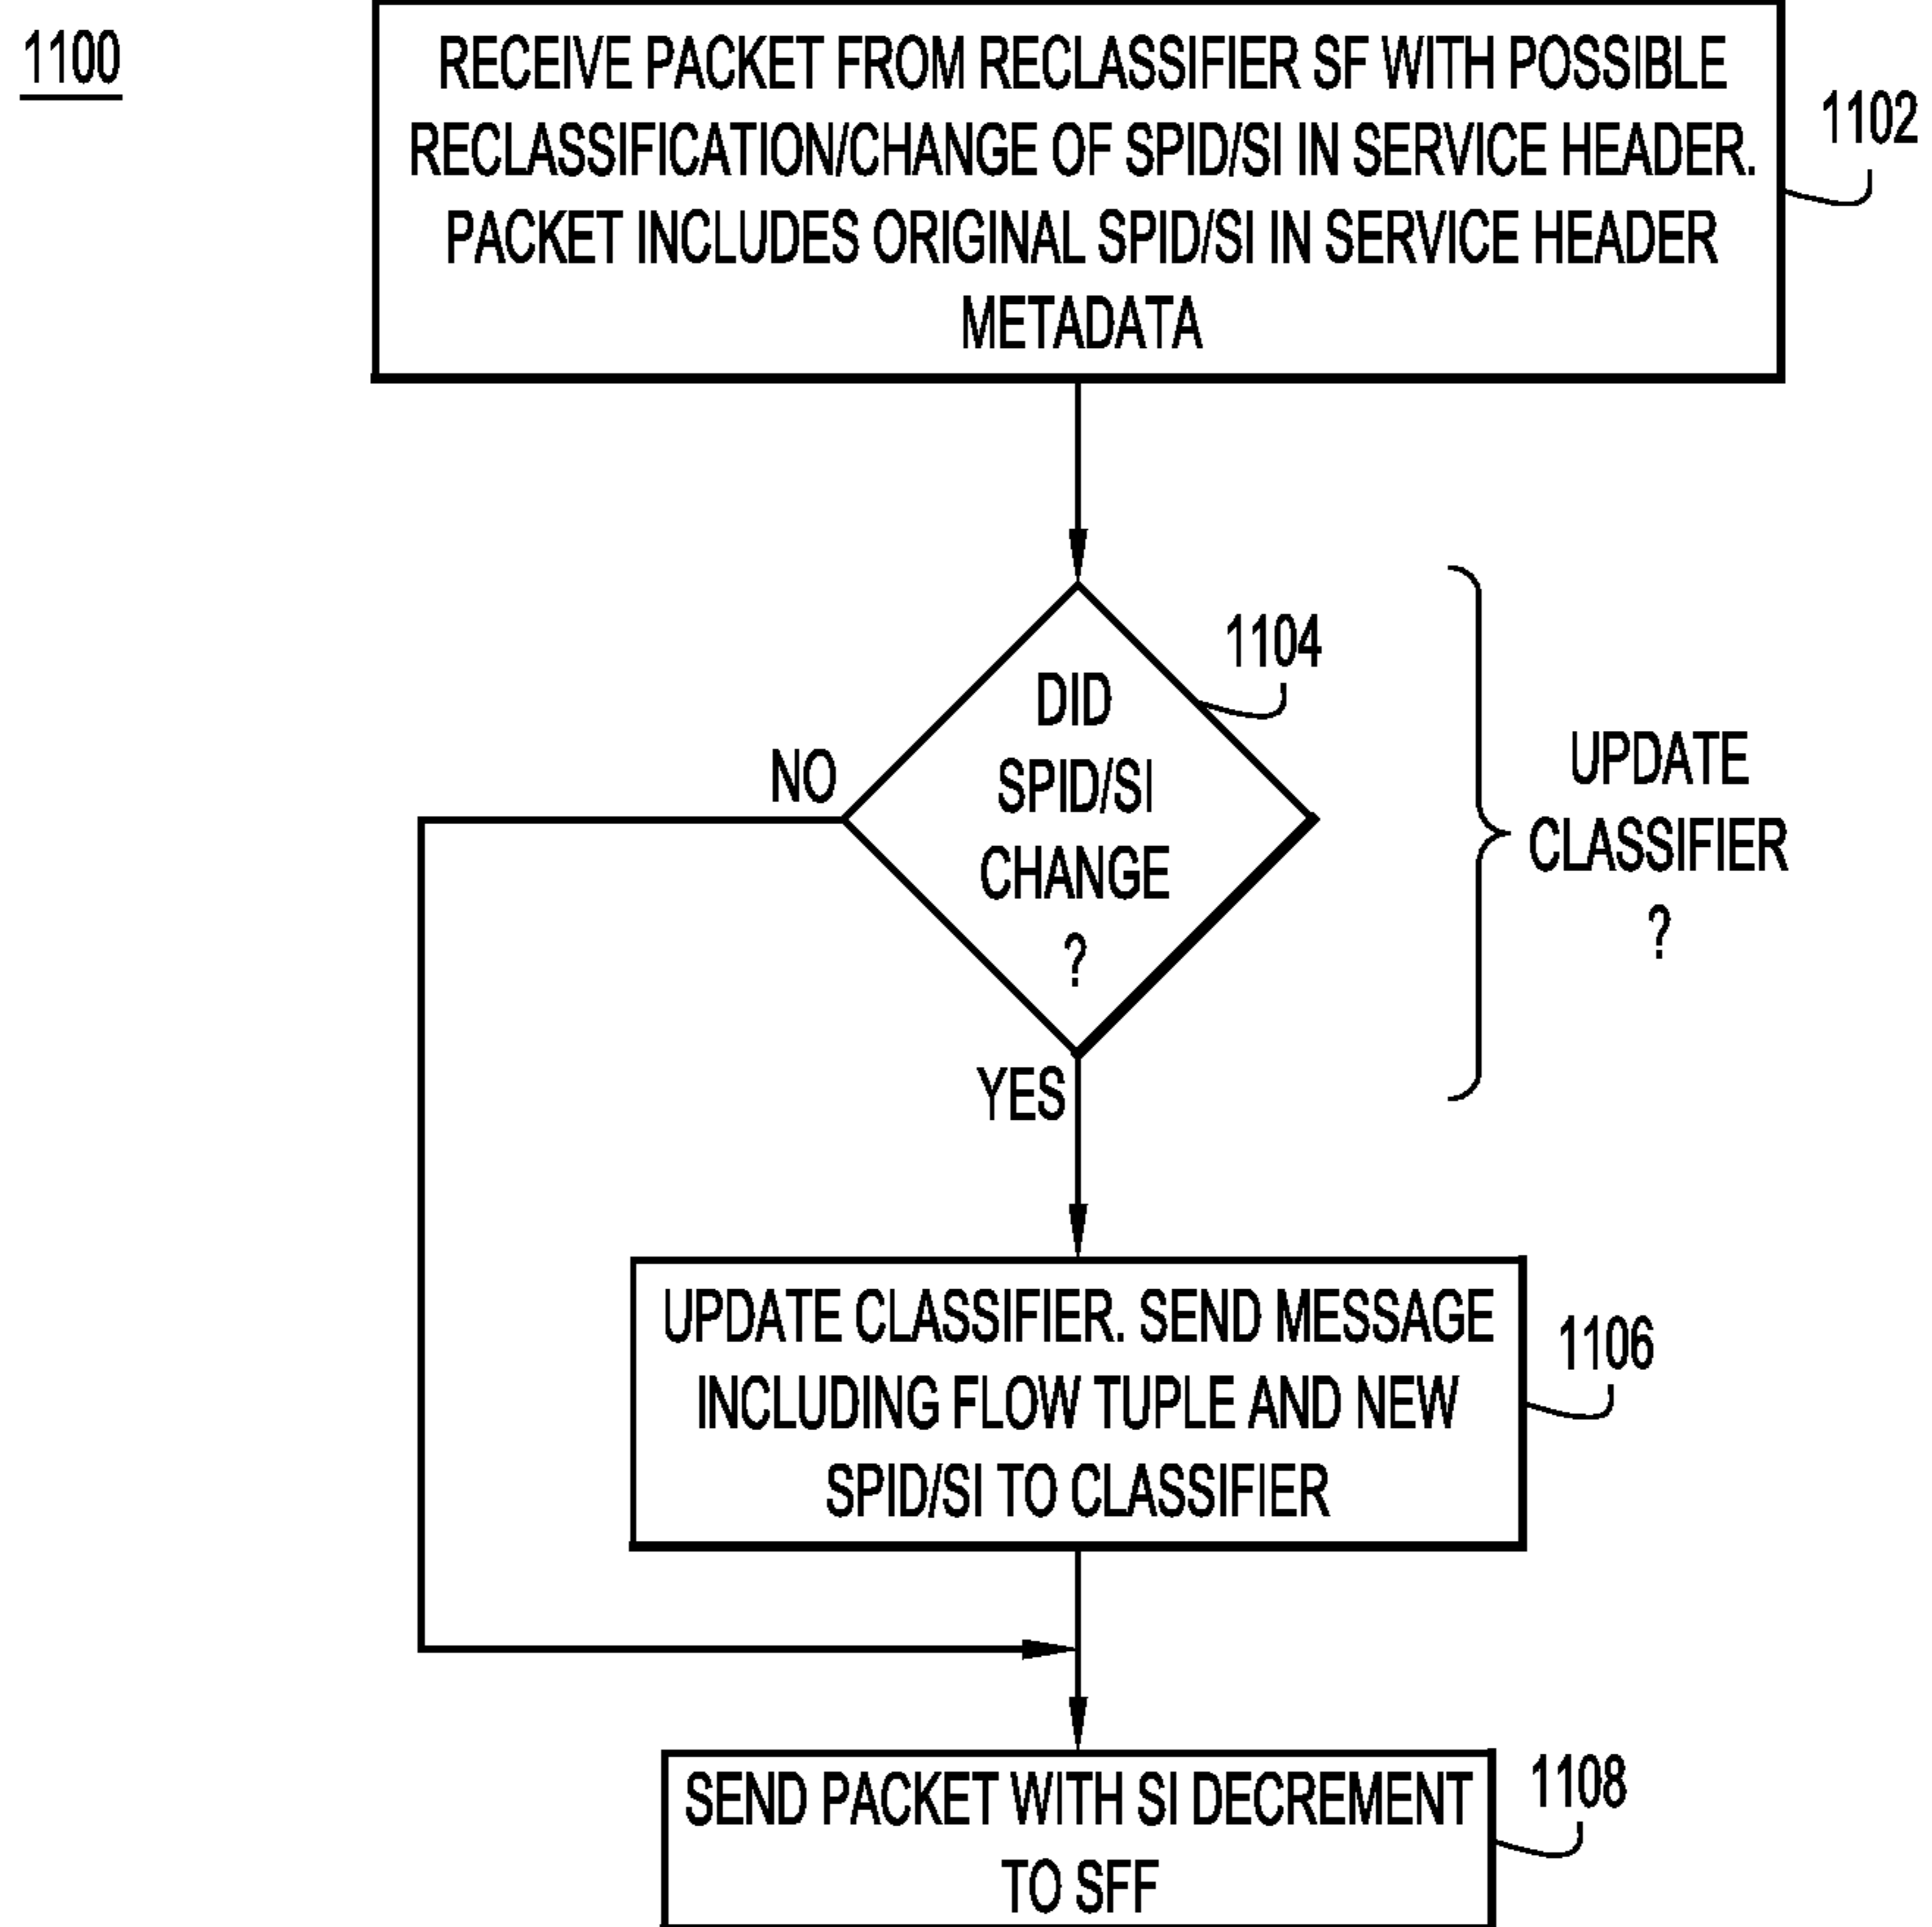 1100
RECEIVE PACKET FROM RECLASSIFIER SF WITH POSSIBLE
RECLASSIFICATION/CHANGE OF SPID/SI IN SERVICE HEADER.
PACKET INCLUDES ORIGINAL SPID/SI IN SERVICE HEADER
METADATA
1102
1104
DID
SPID/SI
CHANGE
?
NO
YES
UPDATE
CLASSIFIER
?
UPDATE CLASSIFIER. SEND MESSAGE
INCLUDING FLOW TUPLE AND NEW
SPID/SI TO CLASSIFIER
1106
SEND PACKET WITH SI DECREMENT
TO SFF
1108